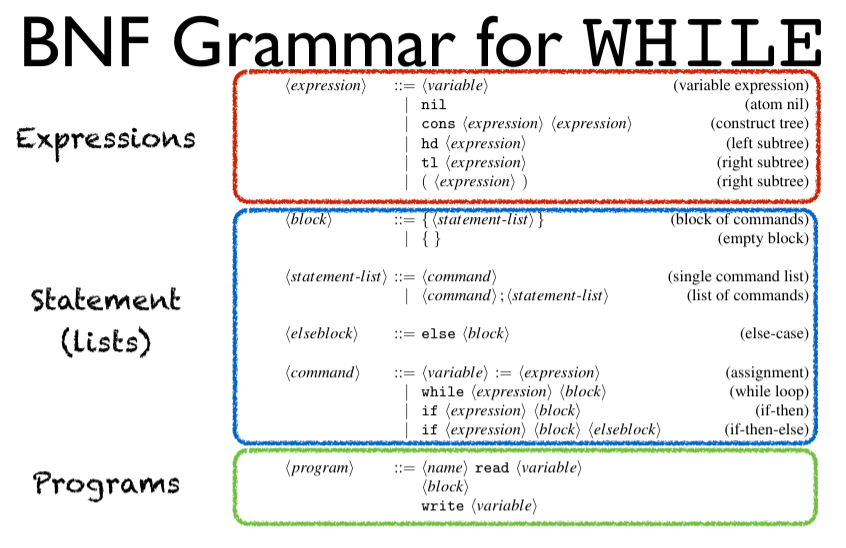 BNF Grammar for WHILE
Expressions
⟨expression⟩ ::= ⟨variable⟩ (variable expression)
| nil (atom nil)
| cons ⟨expression⟩ ⟨expression⟩ (construct tree)
| hd ⟨expression⟩ (left subtree)
| tl ⟨expression⟩ (right subtree)
| ( ⟨expression⟩ ) (right subtree)
Statement
(lists)
⟨block⟩ ::= { ⟨statement-list⟩ } (block of commands)
| { } (empty block)
⟨statement-list⟩ ::= ⟨command⟩ (single command list)
| ⟨command⟩ ; ⟨statement-list⟩ (list of commands)
⟨elseblock⟩ ::= else ⟨block⟩ (else-case)
⟨command⟩ ::= ⟨variable⟩ := ⟨expression⟩ (assignment)
| while ⟨expression⟩ ⟨block⟩ (while loop)
| if ⟨expression⟩ ⟨block⟩ (if-then)
| if ⟨expression⟩ ⟨block⟩ ⟨elseblock⟩ (if-then-else)
Programs
⟨program⟩ ::= ⟨name⟩ read ⟨variable⟩
⟨block⟩
write ⟨variable⟩